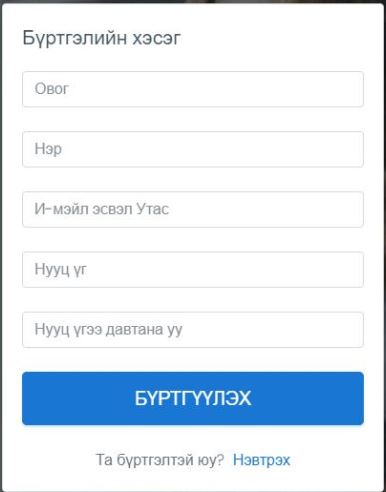 Бүртгэлийн хэсэг
Овог
Нэр
И-мэйл эсвэл Утас
Нууц үг
Нууц үгээ давтана уу
БҮРТГҮҮЛЭХ
Та бүртгэлтэй юу? Нэвтрэх